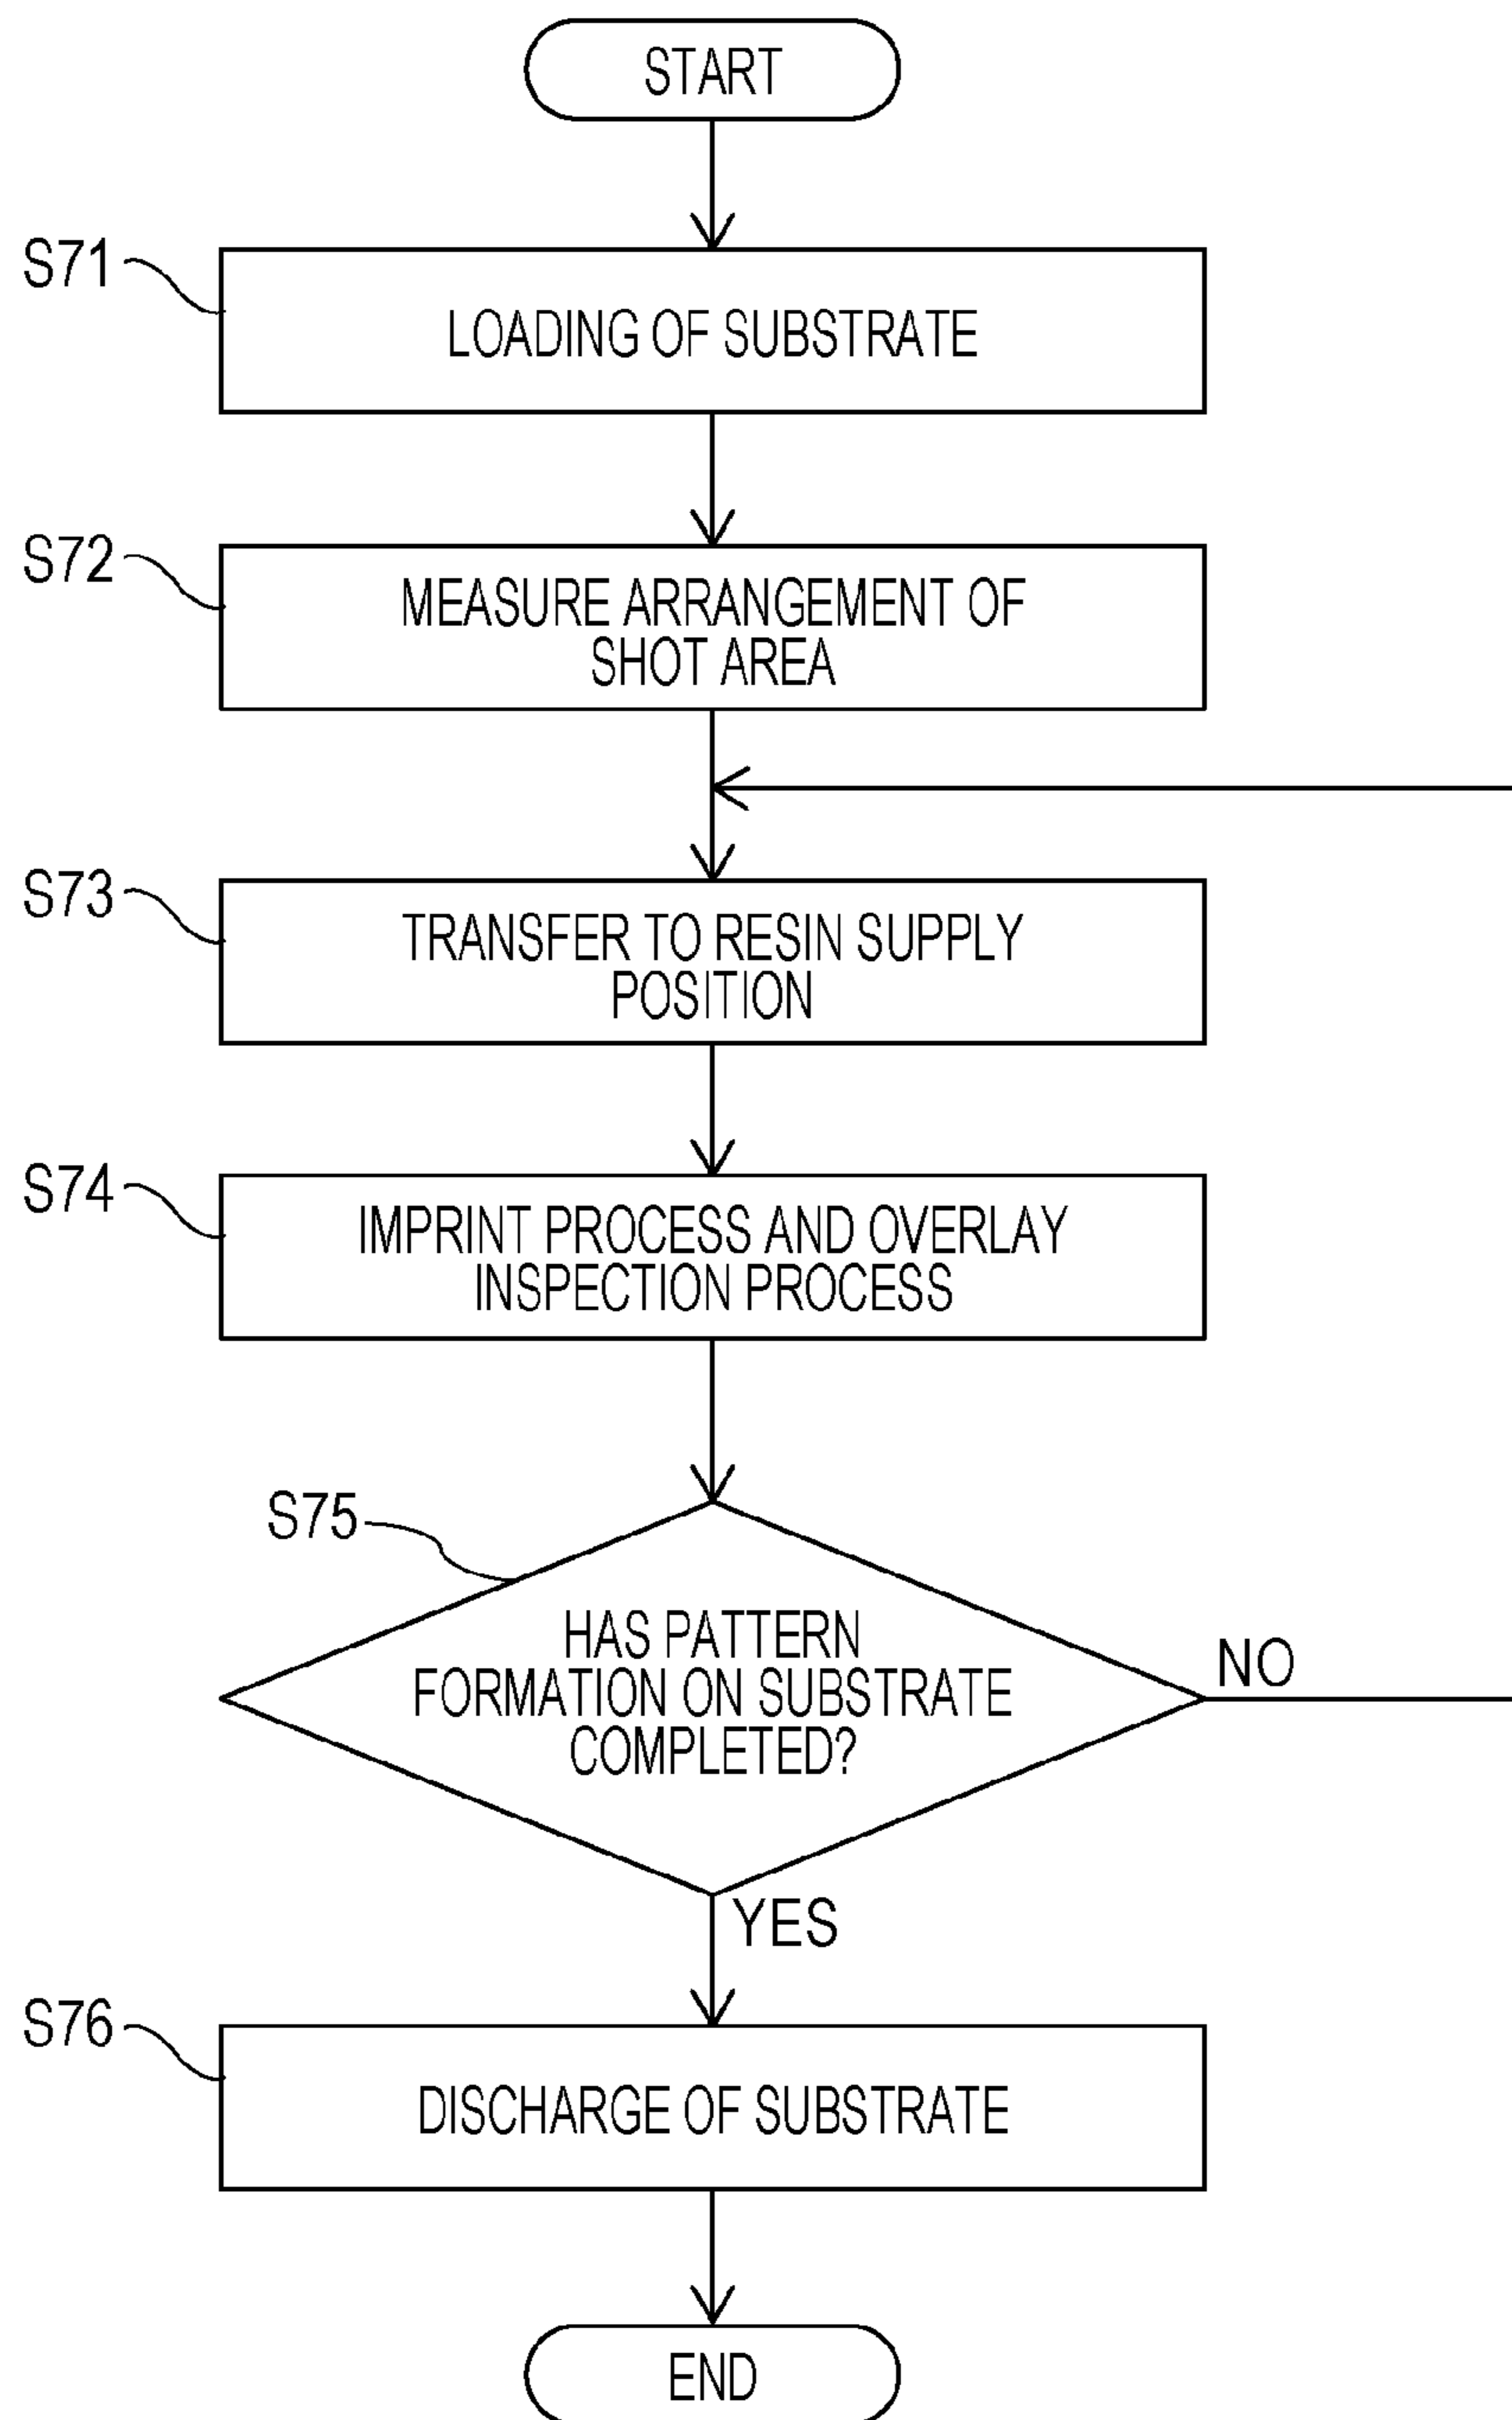 START
S71
LOADING OF SUBSTRATE
S72
MEASURE ARRANGEMENT OF
SHOT AREA
S73
TRANSFER TO RESIN SUPPLY
POSITION
S74
IMPRINT PROCESS AND OVERLAY
INSPECTION PROCESS
S75
HAS PATTERN
FORMATION ON SUBSTRATE
COMPLETED?
NO
YES
S76
DISCHARGE OF SUBSTRATE
END